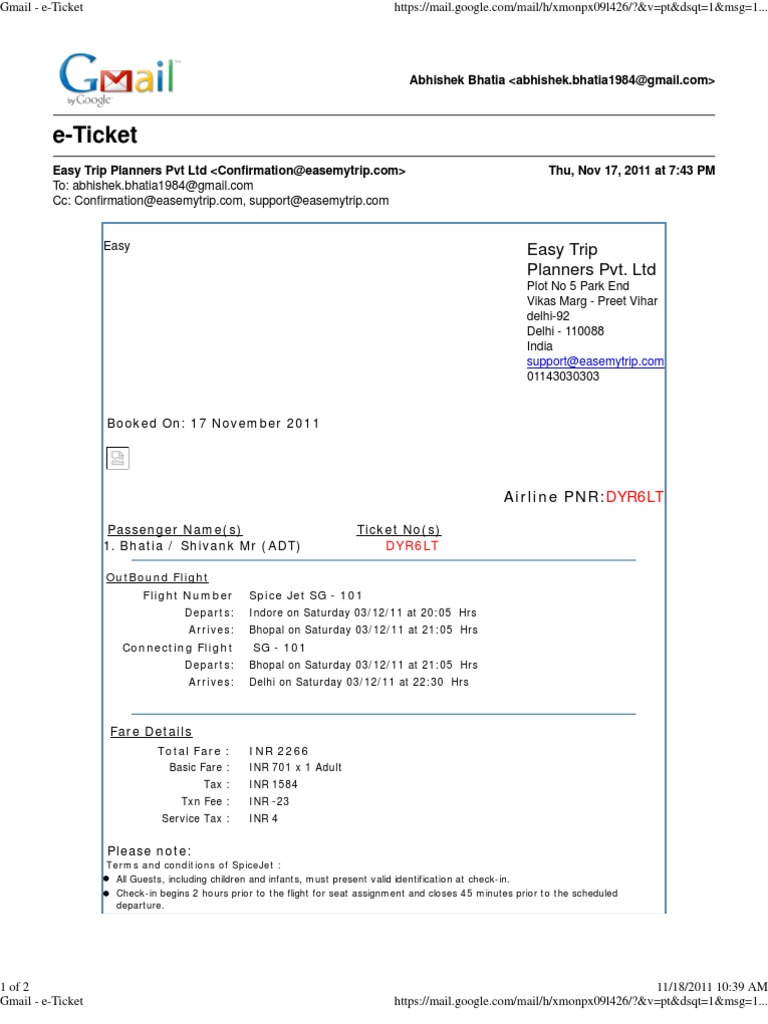 Gmail - e-Ticket https://mail.google.com/mail/h/xmonpx09l426/?&v=pt&dsqt=1&msg=1...
Gmail™
by Google
Abhishek Bhatia <abhishek.bhatia1984@gmail.com>
e-Ticket
Easy Trip Planners Pvt Ltd <Confirmation@easemytrip.com> Thu, Nov 17, 2011 at 7:43 PM
To: abhishek.bhatia1984@gmail.com
Cc: Confirmation@easemytrip.com, support@easemytrip.com
Easy
Easy Trip
Planners Pvt. Ltd
Plot No 5 Park End
Vikas Marg - Preet Vihar
delhi-92
Delhi - 110088
India
support@easemytrip.com
01143030303
Booked On: 17 November 2011
Airline PNR:DYR6LT
Passenger Name(s) Ticket No(s)
1. Bhatia / Shivank Mr (ADT) DYR6LT
OutBound Flight
Flight Number Spice Jet SG - 101
Departs: Indore on Saturday 03/12/11 at 20:05 Hrs
Arrives: Bhopal on Saturday 03/12/11 at 21:05 Hrs
Connecting Flight SG - 101
Departs: Bhopal on Saturday 03/12/11 at 21:05 Hrs
Arrives: Delhi on Saturday 03/12/11 at 22:30 Hrs
Fare Details
Total Fare : INR 2266
Basic Fare : INR 701 x 1 Adult
Tax : INR 1584
Txn Fee : INR -23
Service Tax : INR 4
Please note:
Terms and conditions of SpiceJet :
● All Guests, including children and infants, must present valid identification at check-in.
● Check-in begins 2 hours prior to the flight for seat assignment and closes 45 minutes prior to the scheduled
departure.
1 of 2 11/18/2011 10:39 AM
Gmail - e-Ticket https://mail.google.com/mail/h/xmonpx09l426/?&v=pt&dsqt=1&msg=1...